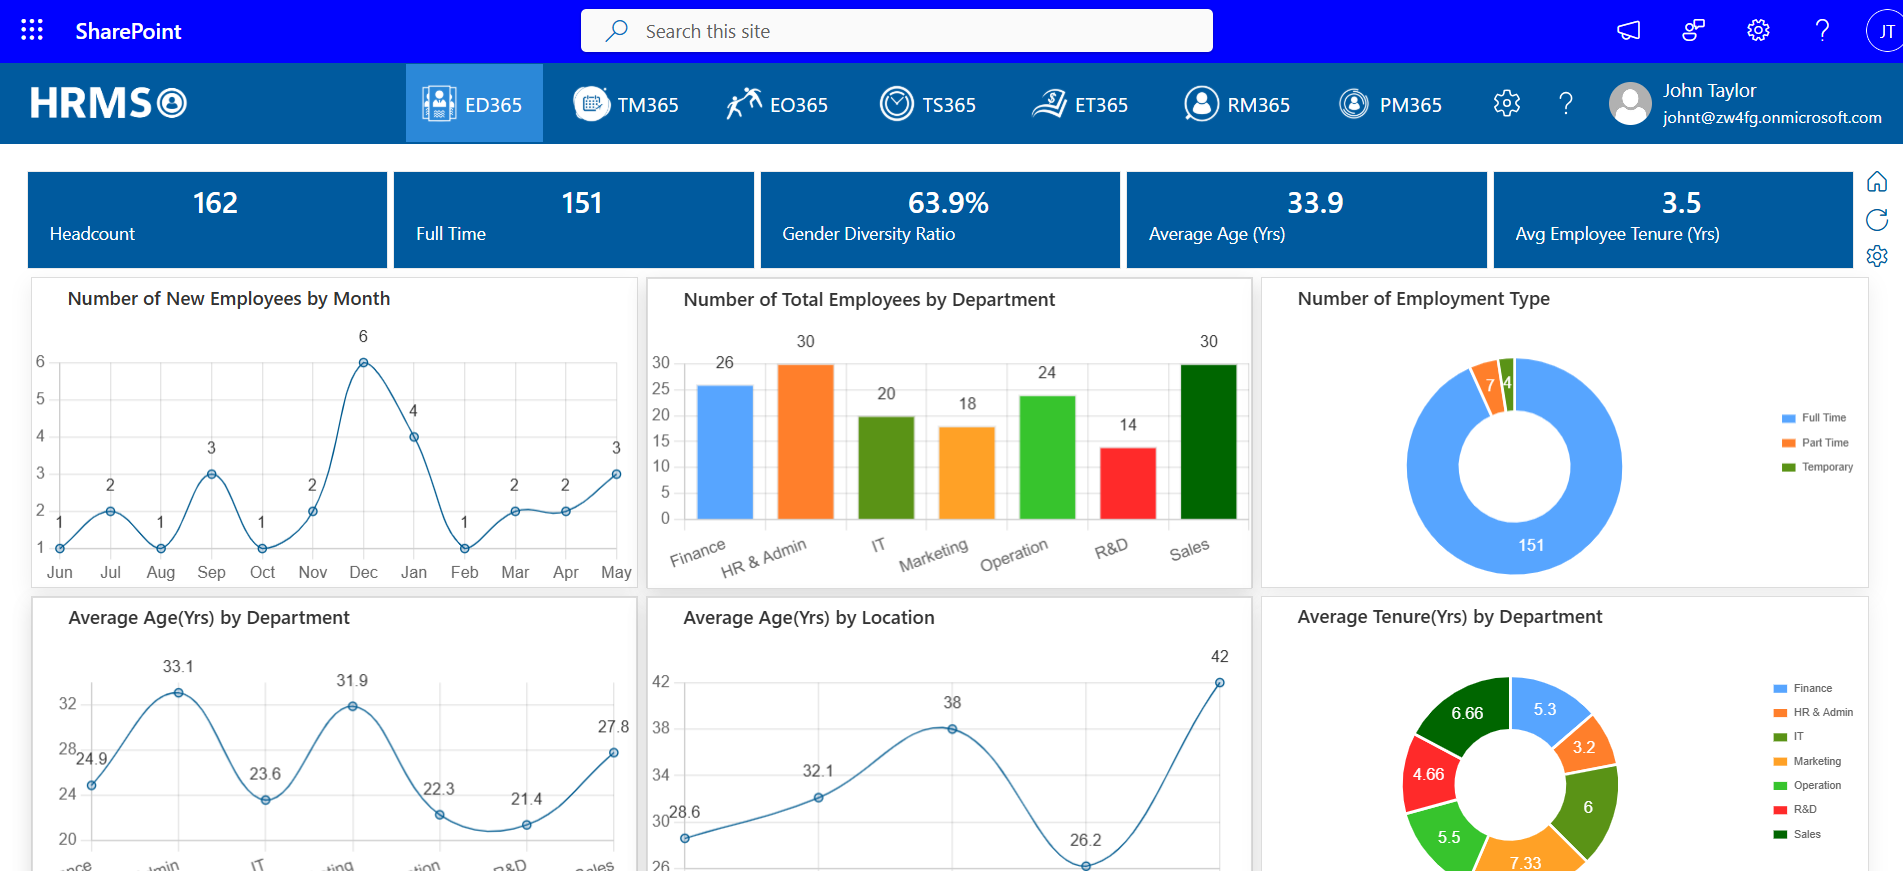 SharePoint
Search this site
JT
HRMS
ED365
TM365
EO365
TS365
ET365
RM365
PM365
John Taylor
johnt@zw4fg.onmicrosoft.com
162
Headcount
151
Full Time
63.9%
Gender Diversity Ratio
33.9
Average Age (Yrs)
3.5
Avg Employee Tenure (Yrs)
Number of New Employees by Month
6
5
4
3
2
1
1
2
1
3
1
2
6
4
1
2
2
3
Jun Jul Aug Sep Oct Nov Dec Jan Feb Mar Apr May
Number of Total Employees by Department
30
25
20
15
10
5
0
26
30
20
18
24
14
30
Finance
HR & Admin
IT
Marketing
Operation
R&D
Sales
Number of Employment Type
7
4
151
Full Time
Part Time
Temporary
Average Age(Yrs) by Department
32
28
24
20
24.9
33.1
23.6
31.9
22.3
21.4
27.8
IT
R&D
Average Age(Yrs) by Location
42
38
34
30
26
28.6
32.1
38
26.2
42
Average Tenure(Yrs) by Department
5.3
3.2
6
7.33
5.5
4.66
6.66
Finance
HR & Admin
IT
Marketing
Operation
R&D
Sales